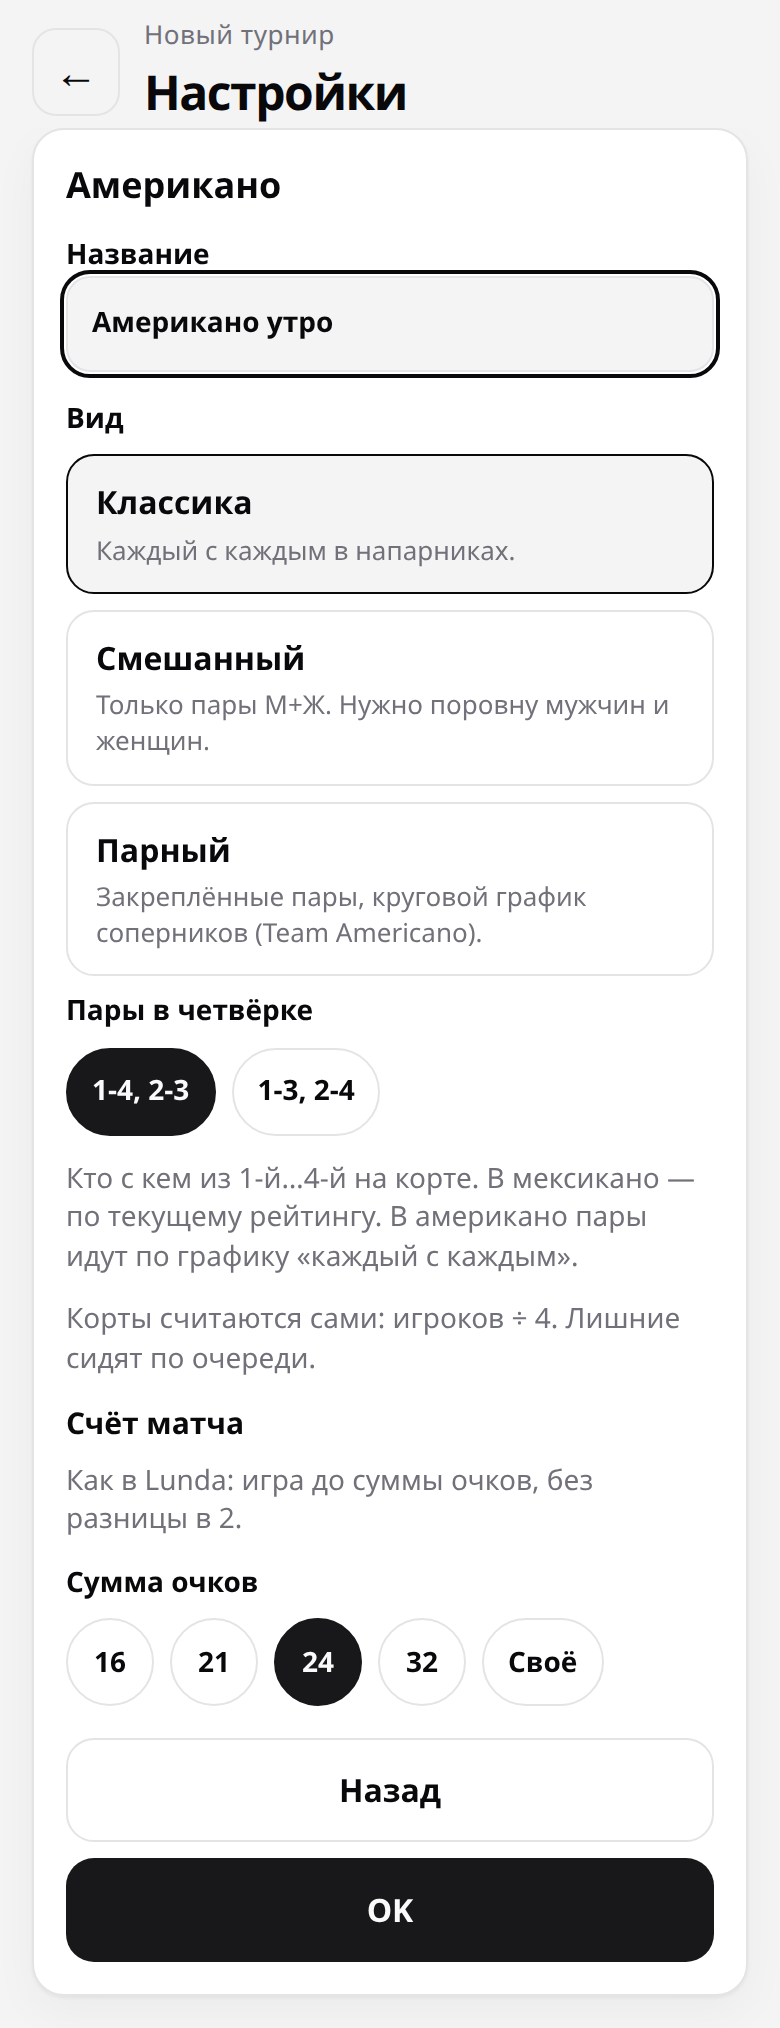 Новый турнир
←
Настройки
Американо
Название
Американо утро
Вид
Классика
Каждый с каждым в напарниках.
Смешанный
Только пары М+Ж. Нужно поровну мужчин и
женщин.
Парный
Закреплённые пары, круговой график
соперников (Team Americano).
Пары в четвёрке
1-4, 2-3
1-3, 2-4
Кто с кем из 1-й…4-й на корте. В мексикано —
по текущему рейтингу. В американо пары
идут по графику «каждый с каждым».
Корты считаются сами: игроков ÷ 4. Лишние
сидят по очереди.
Счёт матча
Как в Lunda: игра до суммы очков, без
разницы в 2.
Сумма очков
16
21
24
32
Своё
Назад
OK